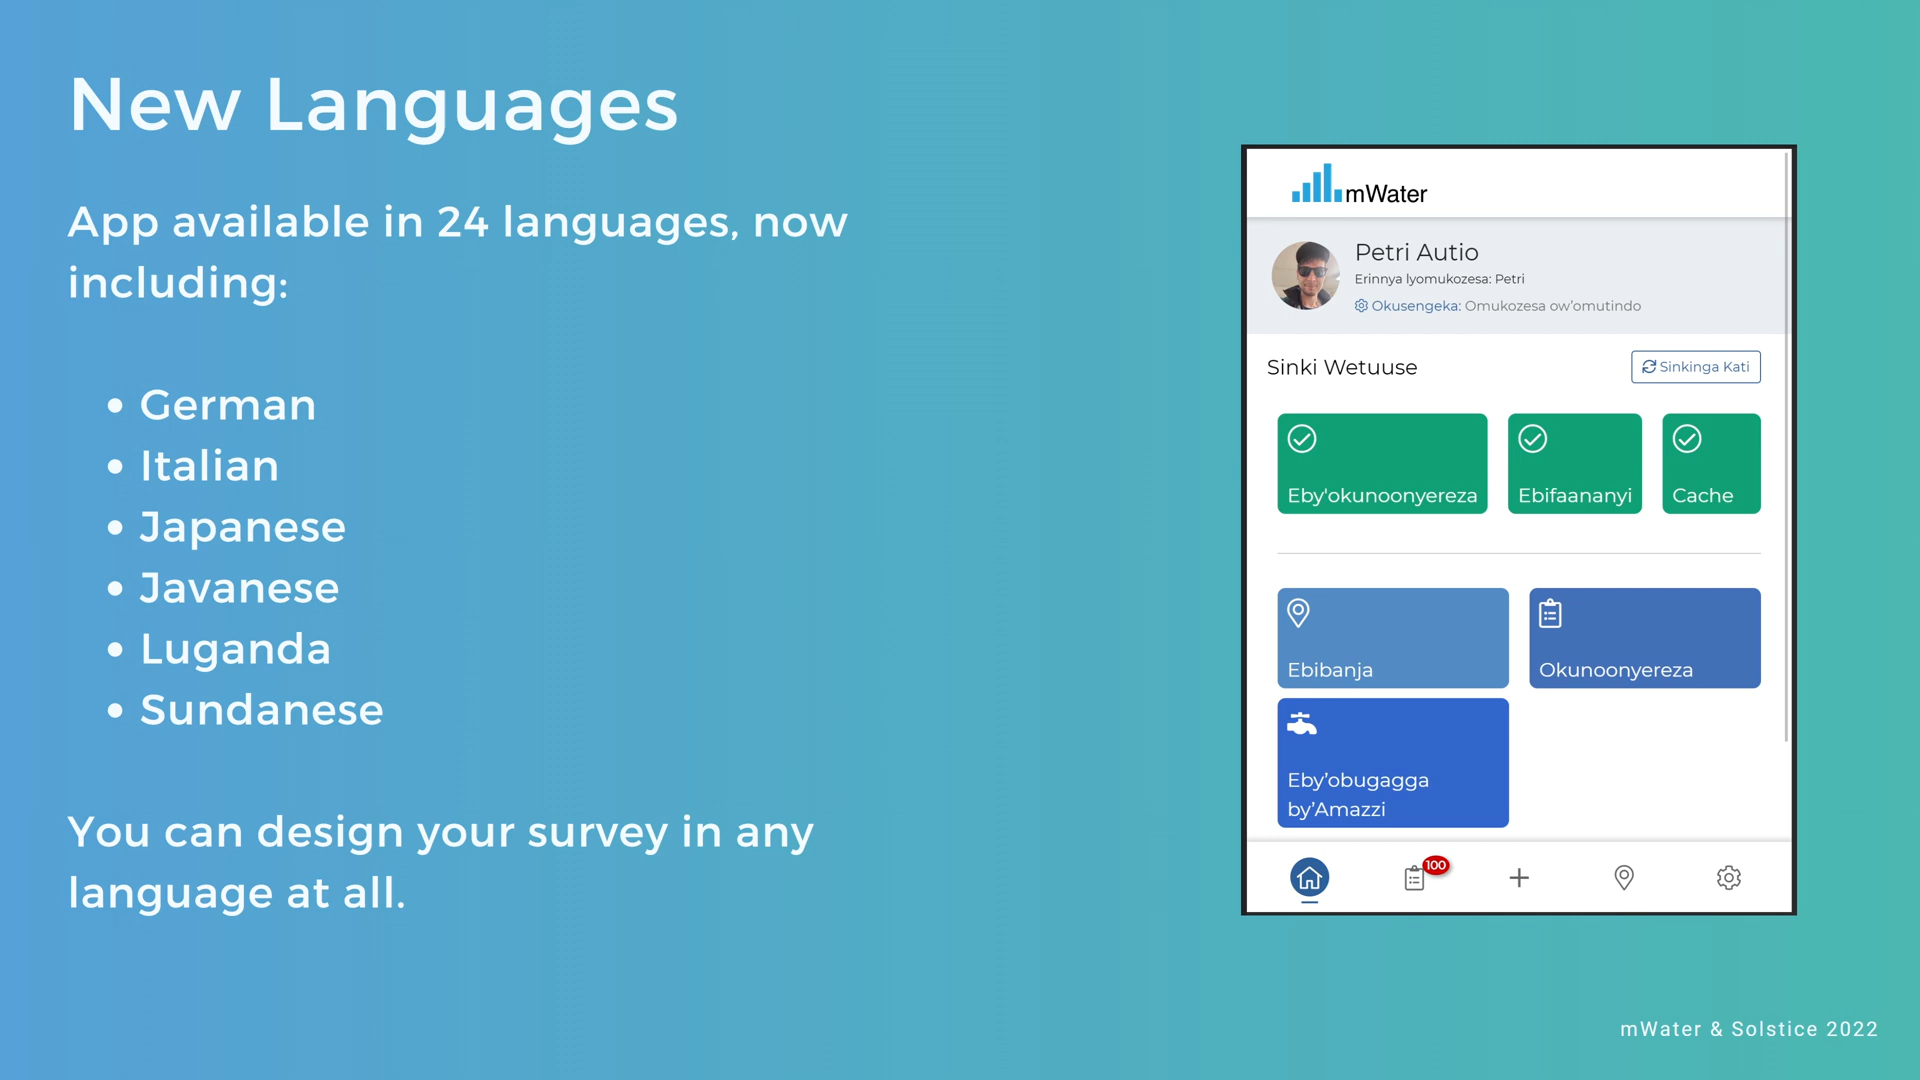 New Languages
App available in 24 languages, now
including:
• German
• Italian
• Japanese
• Javanese
• Luganda
• Sundanese
You can design your survey in any
language at all.
mWater
Petri Autio
Erinnya lyomukozesa: Petri
Okusengeka: Omukozesa ow’omutindo
Sinki Wetuuse
Sinkinga Kati
Eby'okunoonyereza
Ebifaananyi
Cache
Ebibanja
Okunoonyereza
Eby’obugagga
by’Amazzi
100
mWater & Solstice 2022